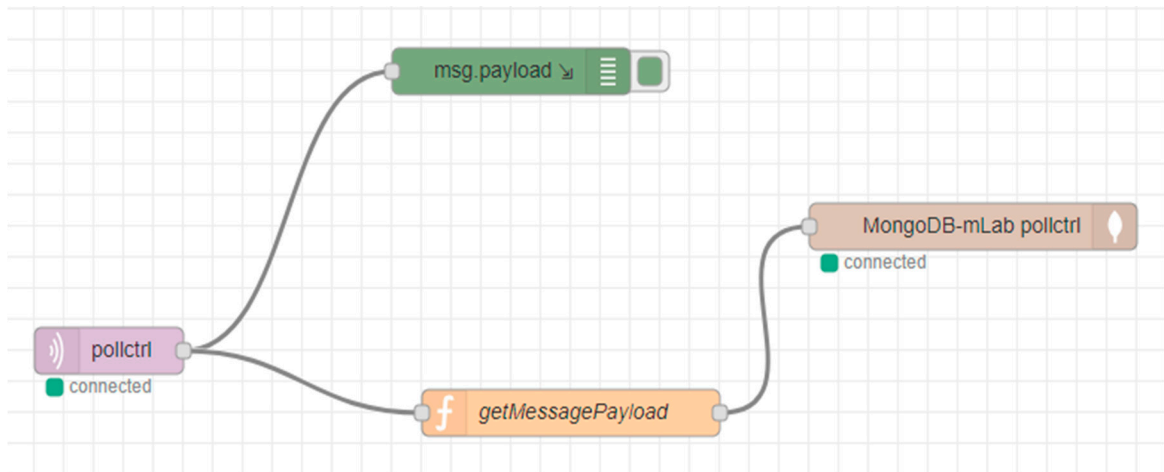 msg.payload
MongoDB-mLab pollctrl
connected
pollctrl
connected
getMessagePayload